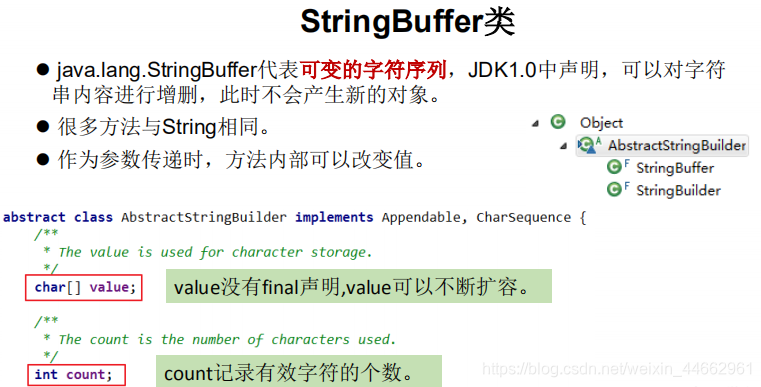 StringBuffer类
● java.lang.StringBuffer代表可变的字符序列，JDK1.0中声明，可以对字符
串内容进行增删，此时不会产生新的对象。
● 很多方法与String相同。
● 作为参数传递时，方法内部可以改变值。
Object
AbstractStringBuilder
StringBuffer
StringBuilder
abstract class AbstractStringBuilder implements Appendable, CharSequence {
/**
* The value is used for character storage.
*/
char[] value;
value没有final声明,value可以不断扩容。
/**
* The count is the number of characters used.
*/
int count;
count记录有效字符的个数。
https://blog.csdn.net/weixin_44662961